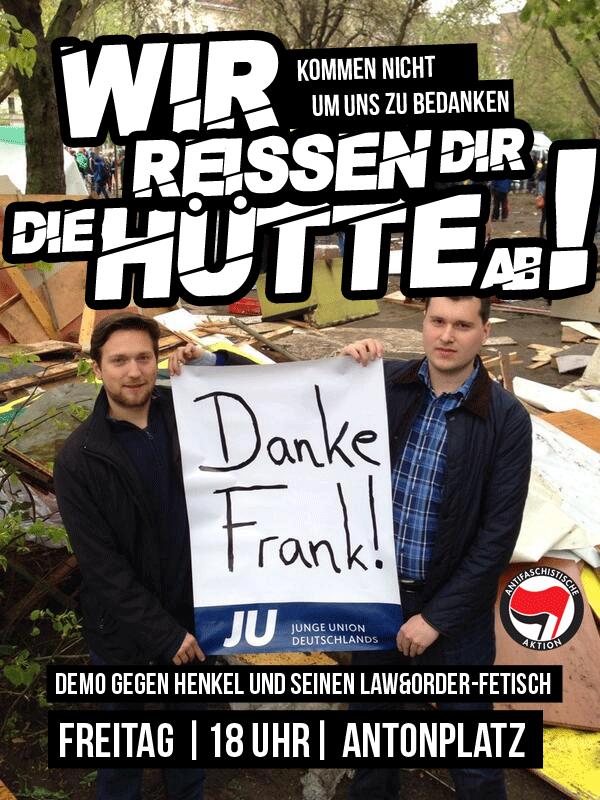 WIR KOMMEN NICHT
UM UNS ZU BEDANKEN
REISSEN DIR
DIE HÜTTE AB!
Danke
Frank!
JU JUNGE UNION
DEUTSCHLANDS
ANTIFASCHISTISCHE
AKTION
DEMO GEGEN HENKEL UND SEINEN LAW&ORDER-FETISCH
FREITAG | 18 UHR | ANTONPLATZ